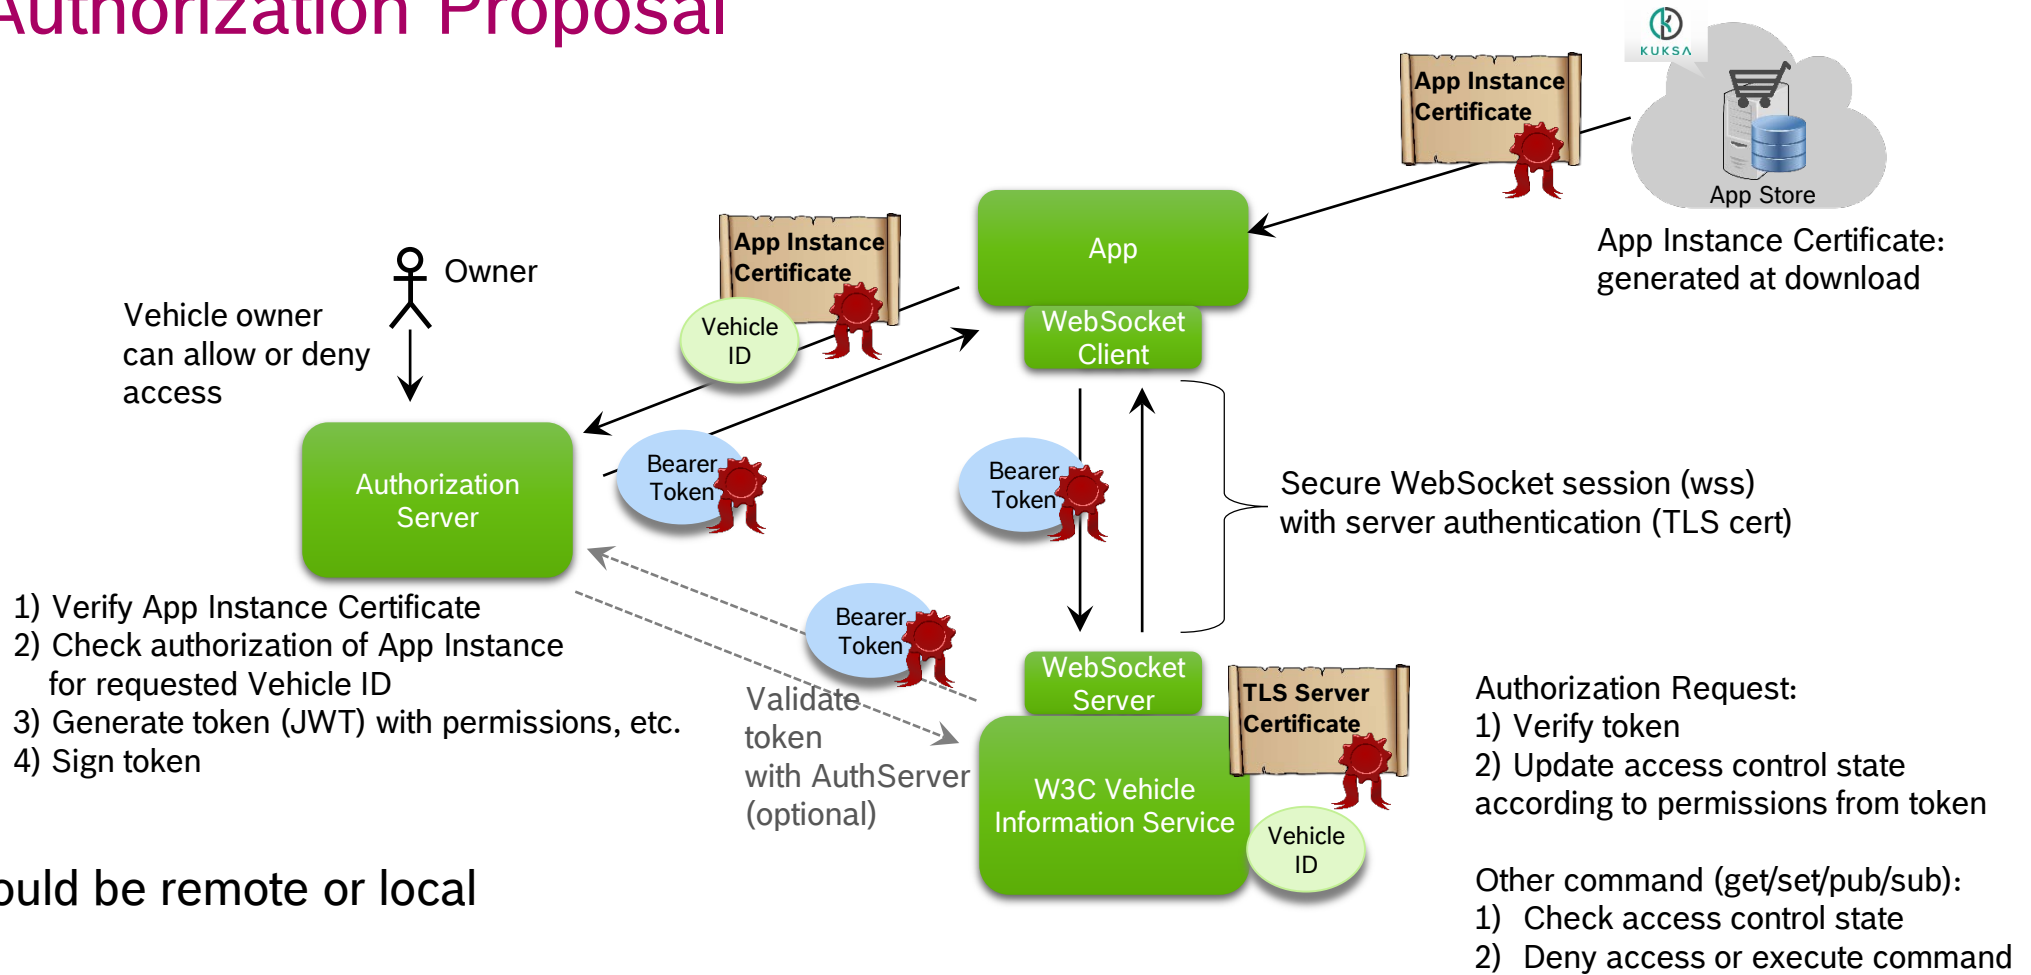 Authorization Proposal
KUKSA
App Store
App Instance Certificate:
generated at download
App Instance
Certificate
App
WebSocket
Client
App Instance
Certificate
Vehicle
ID
Owner
Vehicle owner
can allow or deny
access
Authorization
Server
Bearer
Token
Bearer
Token
Secure WebSocket session (wss)
with server authentication (TLS cert)
1) Verify App Instance Certificate
2) Check authorization of App Instance
for requested Vehicle ID
3) Generate token (JWT) with permissions, etc.
4) Sign token
Bearer
Token
Validate
token
with AuthServer
(optional)
WebSocket
Server
TLS Server
Certificate
W3C Vehicle
Information Service
Vehicle
ID
Authorization Request:
1) Verify token
2) Update access control state
according to permissions from token
Other command (get/set/pub/sub):
1) Check access control state
2) Deny access or execute command
ould be remote or local